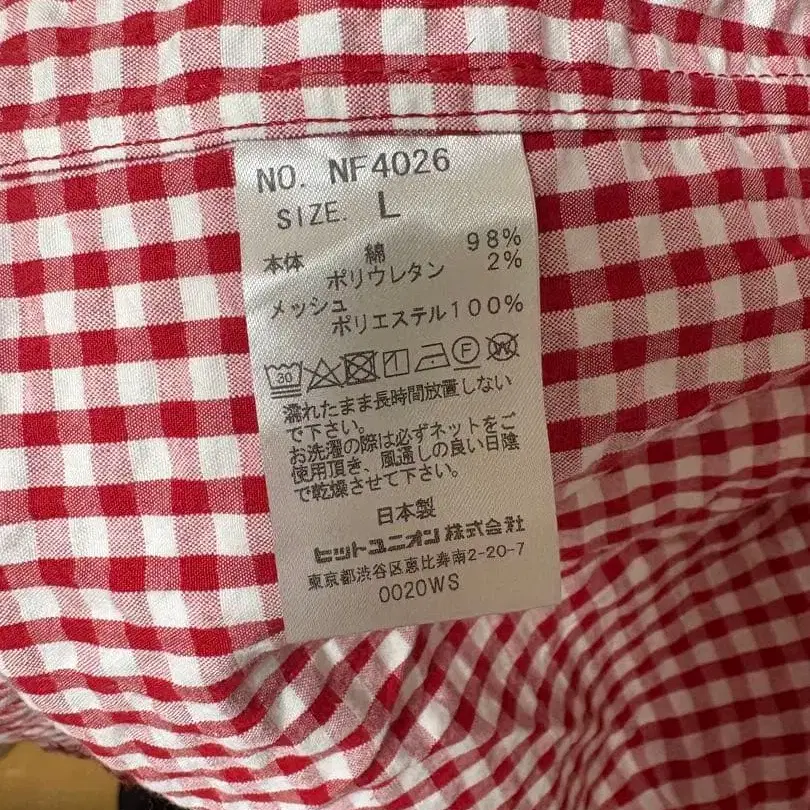 NO. NF4026
SIZE. L
本体 綿 98%
ポリウレタン 2%
メッシュ
ポリエステル100%
30 F W
濡れたまま長時間放置しない
で下さい。
お洗濯の際は必ずネットをご
使用頂き、風通しの良い日陰
で乾燥させて下さい。
日本製
ヒットユニオン株式会社
東京都渋谷区恵比寿南2-20-7
0020WS